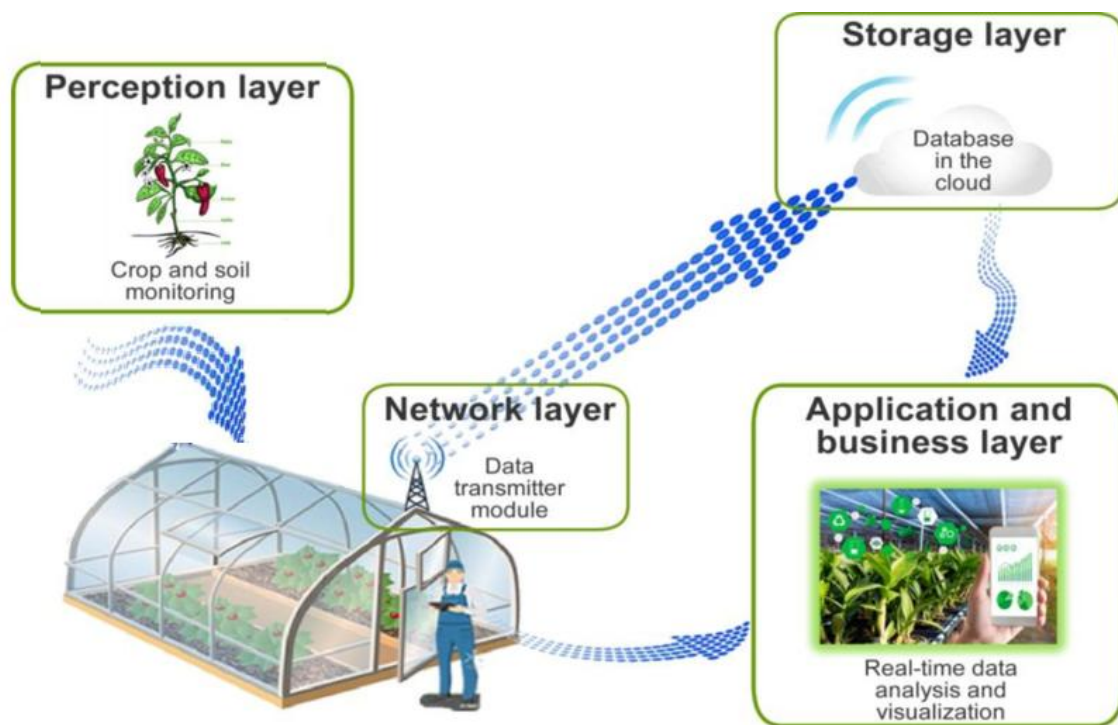 Perception layer
Crop and soil
monitoring
Storage layer
Database
in the
cloud
Network layer
Data
transmitter
module
Application and
business layer
Real-time data
analysis and
visualization